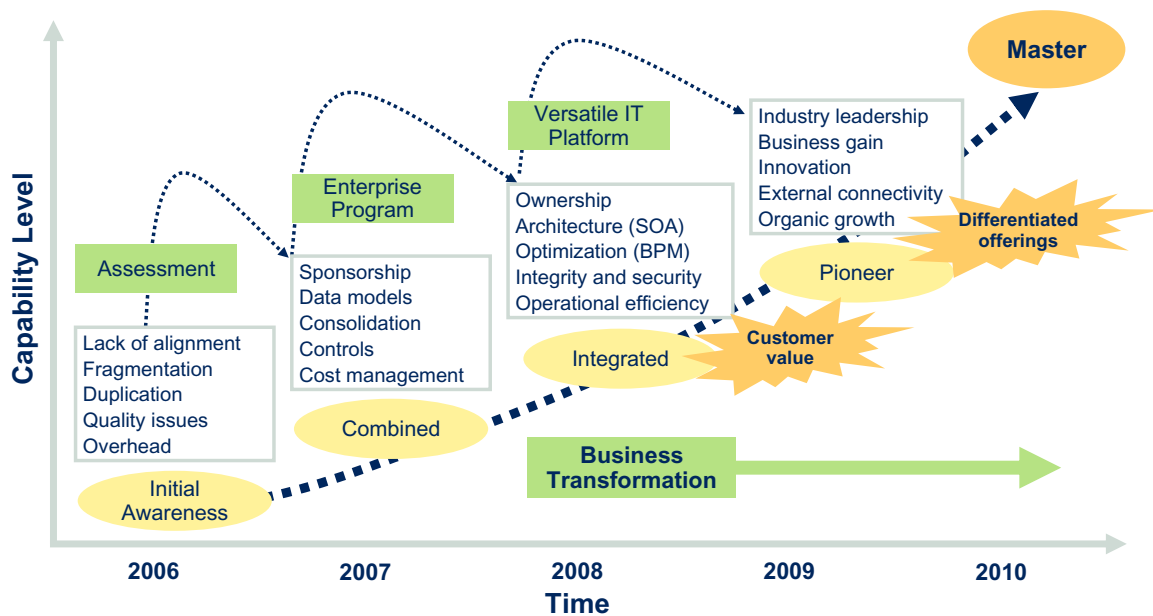 Capability Level
Master
Versatile IT
Platform
Industry leadership
Business gain
Innovation
External connectivity
Organic growth
Enterprise
Program
Ownership
Architecture (SOA)
Optimization (BPM)
Integrity and security
Operational efficiency
Differentiated
offerings
Assessment
Sponsorship
Data models
Consolidation
Controls
Cost management
Pioneer
Lack of alignment
Fragmentation
Duplication
Quality issues
Overhead
Integrated
Customer
value
Combined
Business
Transformation
Initial
Awareness
2006
2007
2008
2009
2010
Time